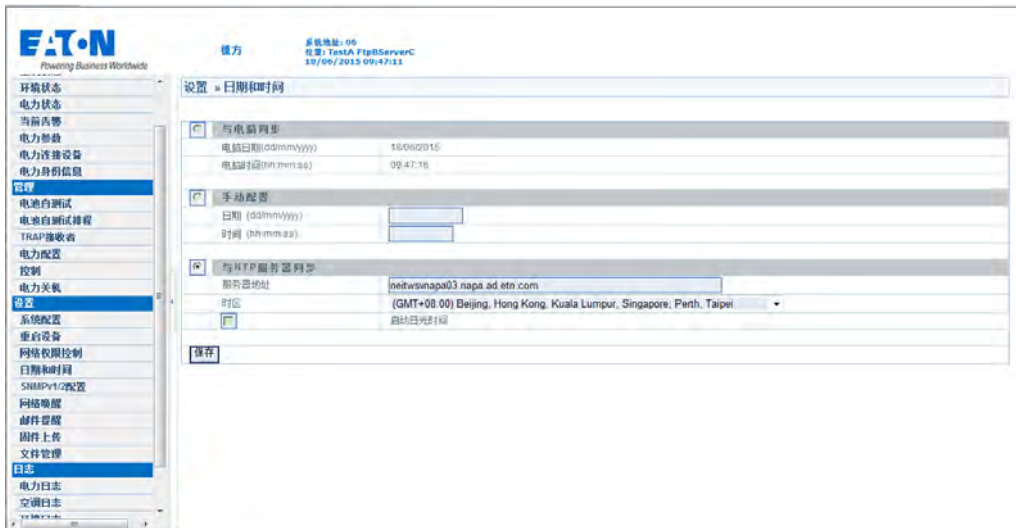 EATON
Powering Business Worldwide
系统地址: 06
位置: TestA FtpBServerC
18/06/2015 09:47:11
环境状态
电力状态
当前告警
电力参数
电力连接设备
电力身份信息
管理
电池自测试
电池自测试排程
TRAP接收者
电力配置
控制
电力关机
设置
系统配置
重启设备
网络权限控制
日期和时间
SNMPv1/2配置
网络唤醒
邮件提醒
固件上传
文件管理
日志
电力日志
空调日志
设置 » 日期和时间
与电脑同步
电脑日期(dd/mm/yyyy) 18/06/2015
电脑时间(hh:mm:ss) 09:47:16
手动配置
日期 (dd/mm/yyyy)
时间 (hh:mm:ss)
与NTP服务器同步
服务器地址 neitwsvnapa03.napa.ad.etn.com
时区 (GMT+08:00) Beijing, Hong Kong, Kuala Lumpur, Singapore, Perth, Taipei
启动日光时间
保存